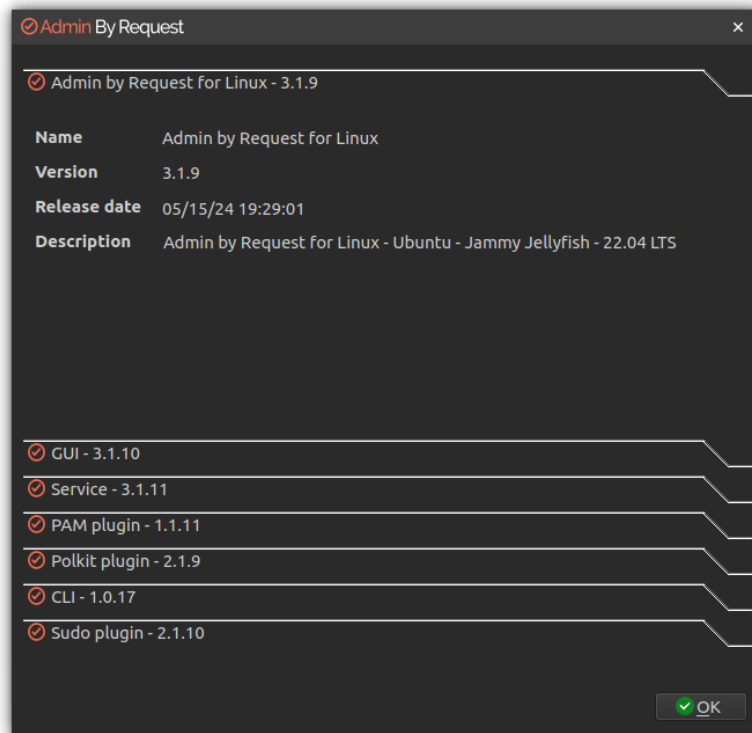 Admin By Request
Admin by Request for Linux - 3.1.9
Name Admin by Request for Linux
Version 3.1.9
Release date 05/15/24 19:29:01
Description Admin by Request for Linux - Ubuntu - Jammy Jellyfish - 22.04 LTS
GUI - 3.1.10
Service - 3.1.11
PAM plugin - 1.1.11
Polkit plugin - 2.1.9
CLI - 1.0.17
Sudo plugin - 2.1.10
OK